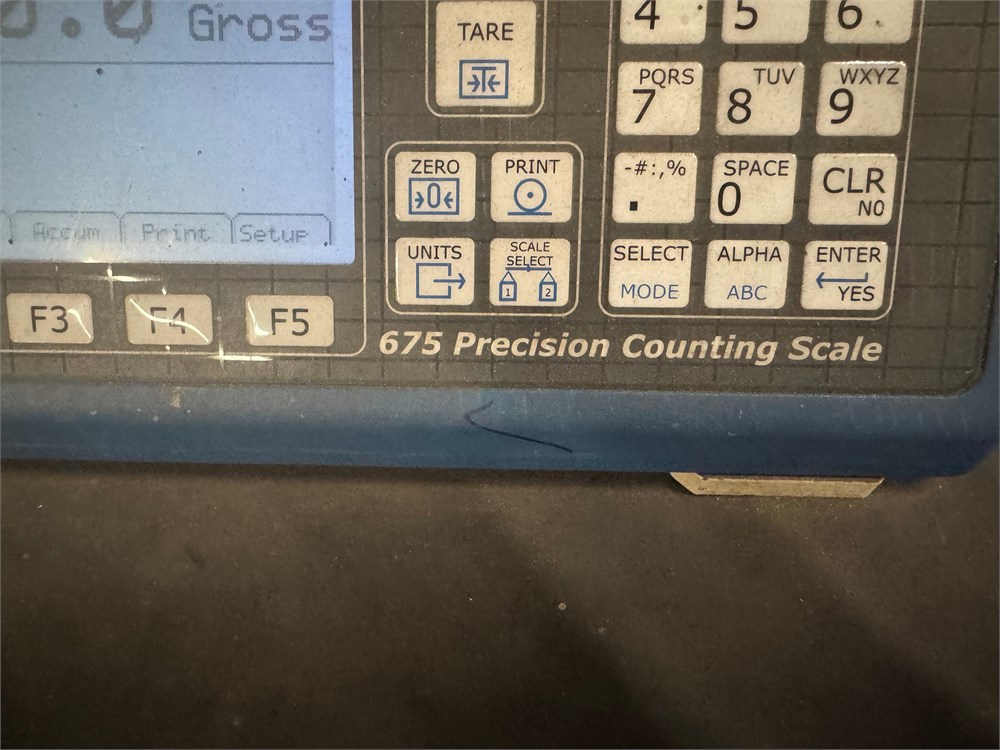 0.0 Gross
Accum Print Setup
F3 F4 F5
TARE
T
ZERO
0
PRINT
UNITS
SCALE
SELECT
1 2
4 5 6
PQRS
7
TUV
8
WXYZ
9
-#:,%
.
SPACE
0
CLR
NO
SELECT
MODE
ALPHA
ABC
ENTER
YES
675 Precision Counting Scale